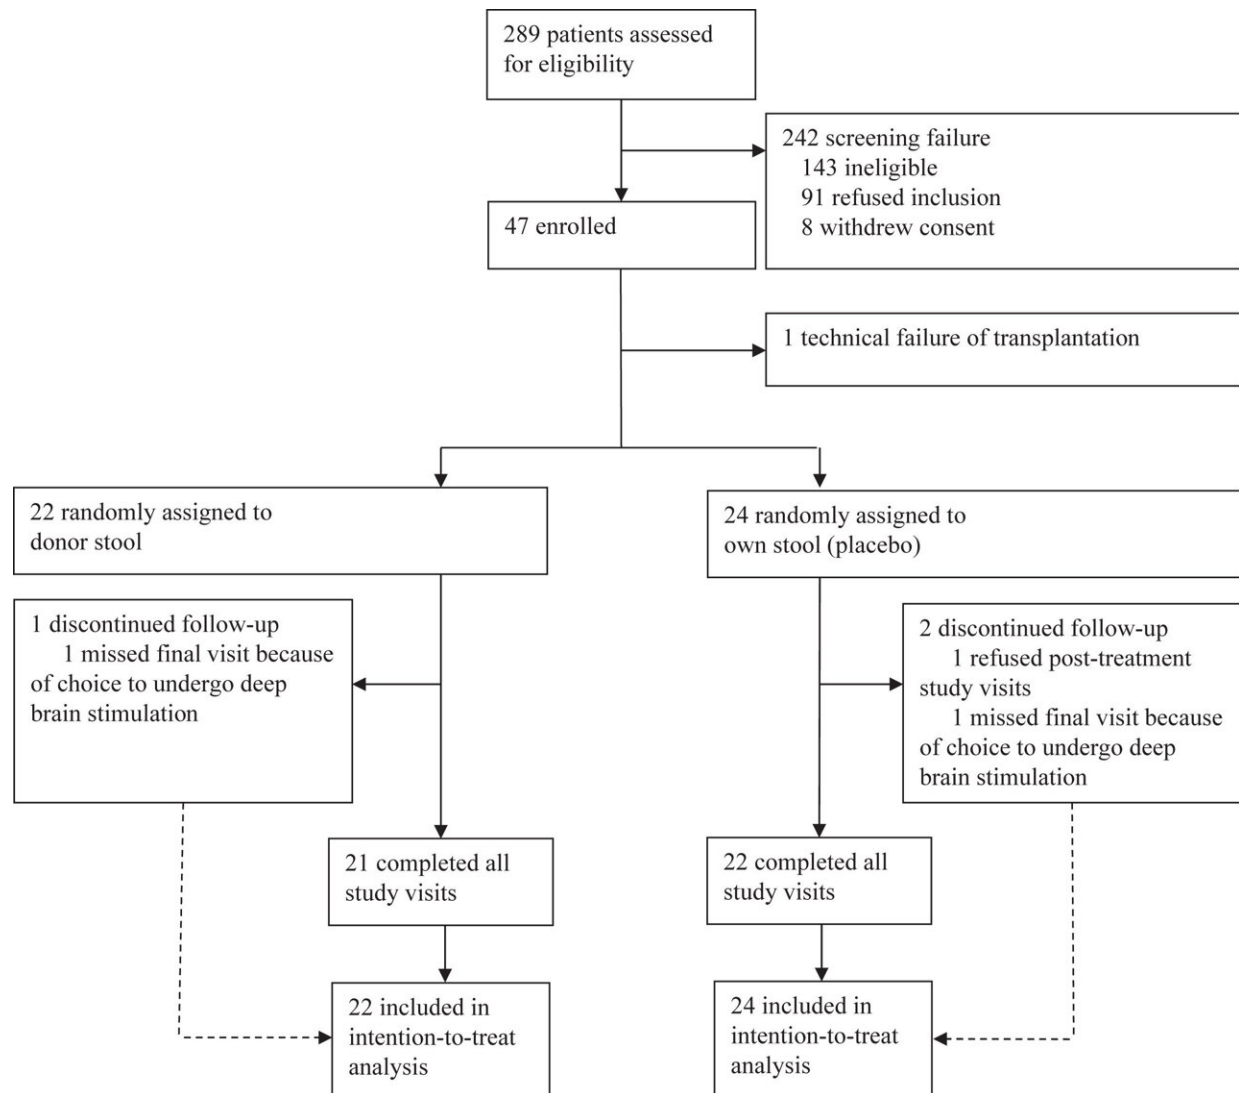 289 patients assessed
for eligibility
242 screening failure
143 ineligible
91 refused inclusion
8 withdrew consent
47 enrolled
1 technical failure of transplantation
22 randomly assigned to
donor stool
24 randomly assigned to
own stool (placebo)
1 discontinued follow-up
1 missed final visit because
of choice to undergo deep
brain stimulation
2 discontinued follow-up
1 refused post-treatment
study visits
1 missed final visit because
of choice to undergo deep
brain stimulation
21 completed all
study visits
22 completed all
study visits
22 included in
intention-to-treat
analysis
24 included in
intention-to-treat
analysis